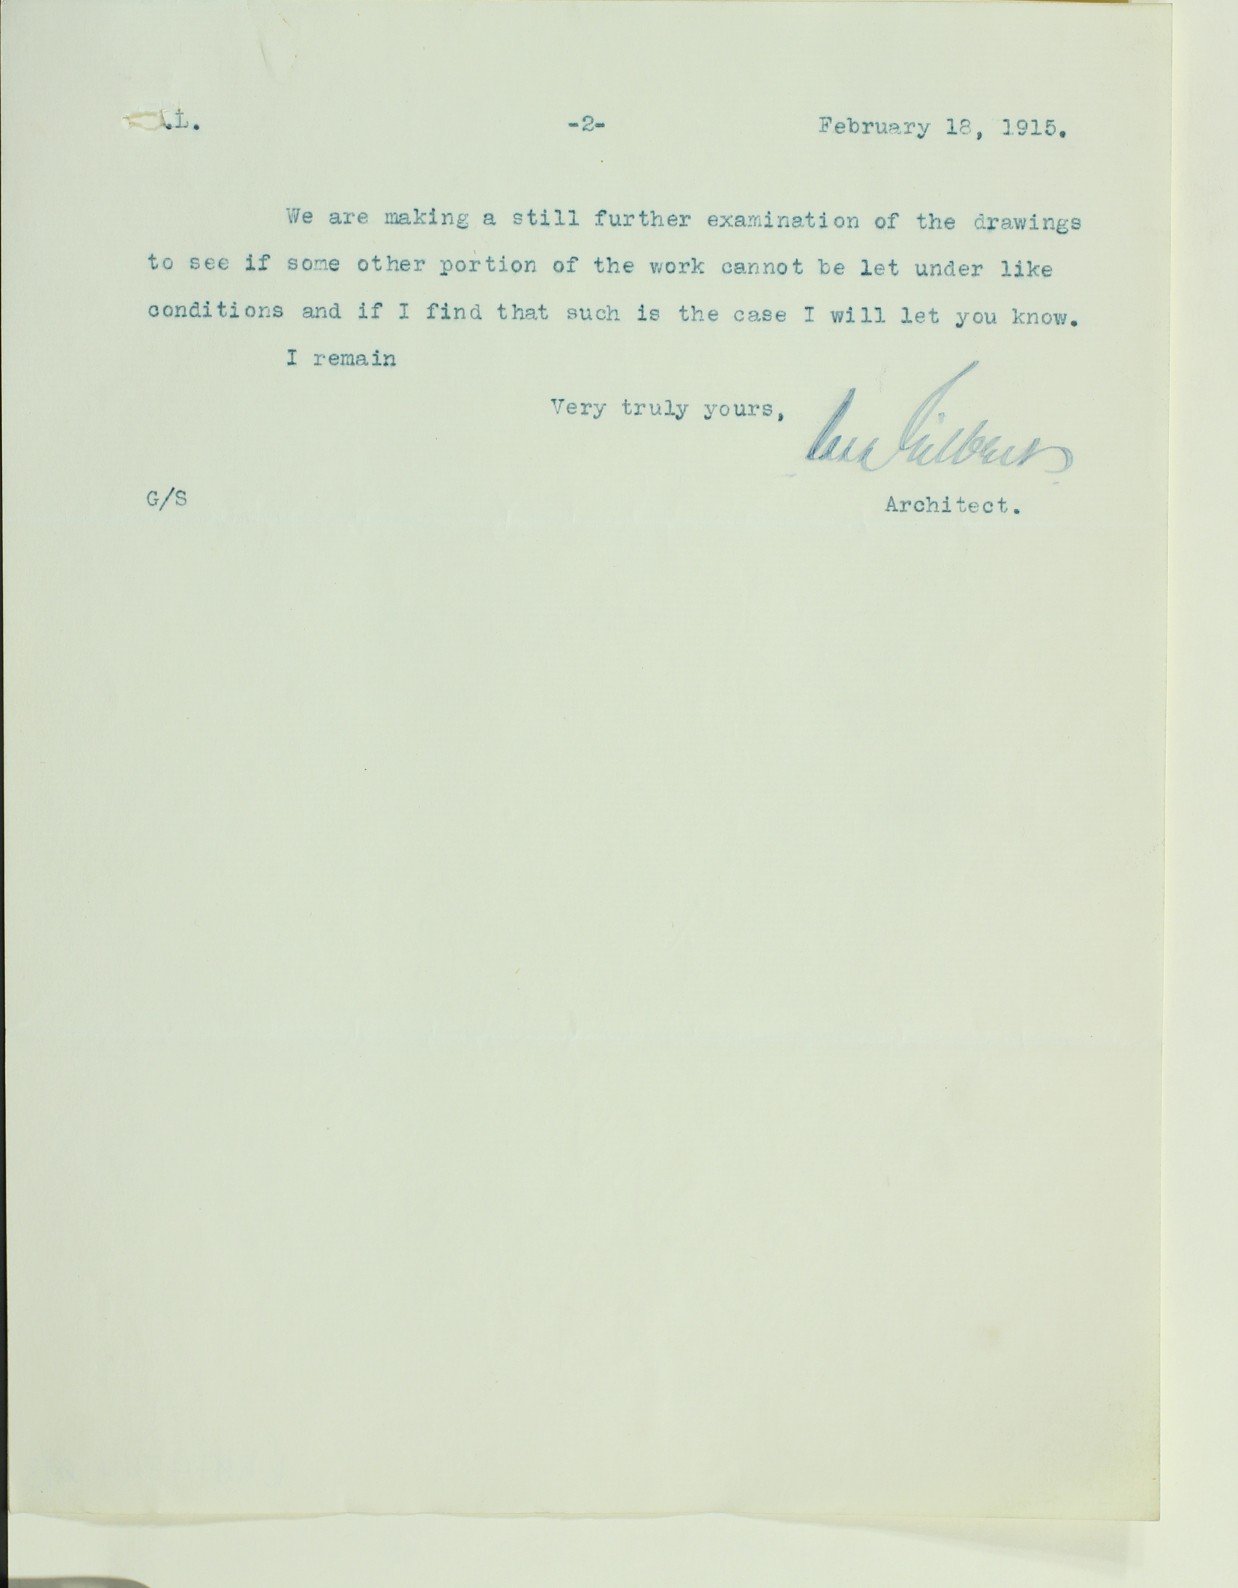 .L. -2- February 18, 1915.
We are making a still further examination of the drawings
to see if some other portion of the work cannot be let under like
conditions and if I find that such is the case I will let you know.
I remain
Very truly yours,
Cass Gilbert
G/S Architect.